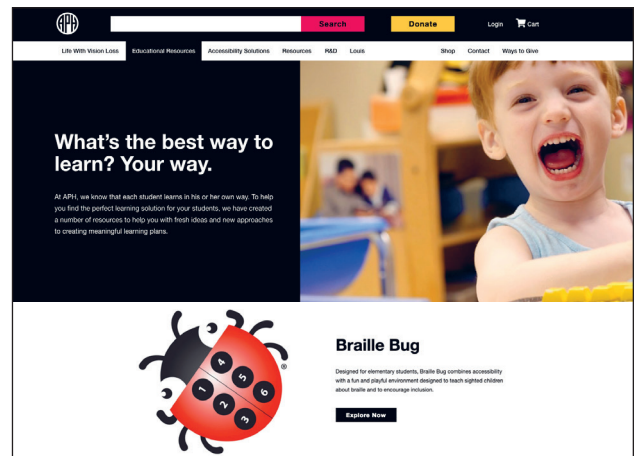 APH
Search
Donate
Login
Cart
Life With Vision Loss
Educational Resources
Accessibility Solutions
Resources
R&D
Louis
Shop
Contact
Ways to Give
What's the best way to
learn? Your way.
At APH, we know that each student learns in his or her own way. To help
you find the perfect learning solution for your students, we have created
a number of resources to help you with fresh ideas and new approaches
to creating meaningful learning plans.
1 4
2 5
3 6
®
Braille Bug
Designed for elementary students, Braille Bug combines accessibility
with a fun and playful environment designed to teach sighted children
about braille and to encourage inclusion.
Explore Now